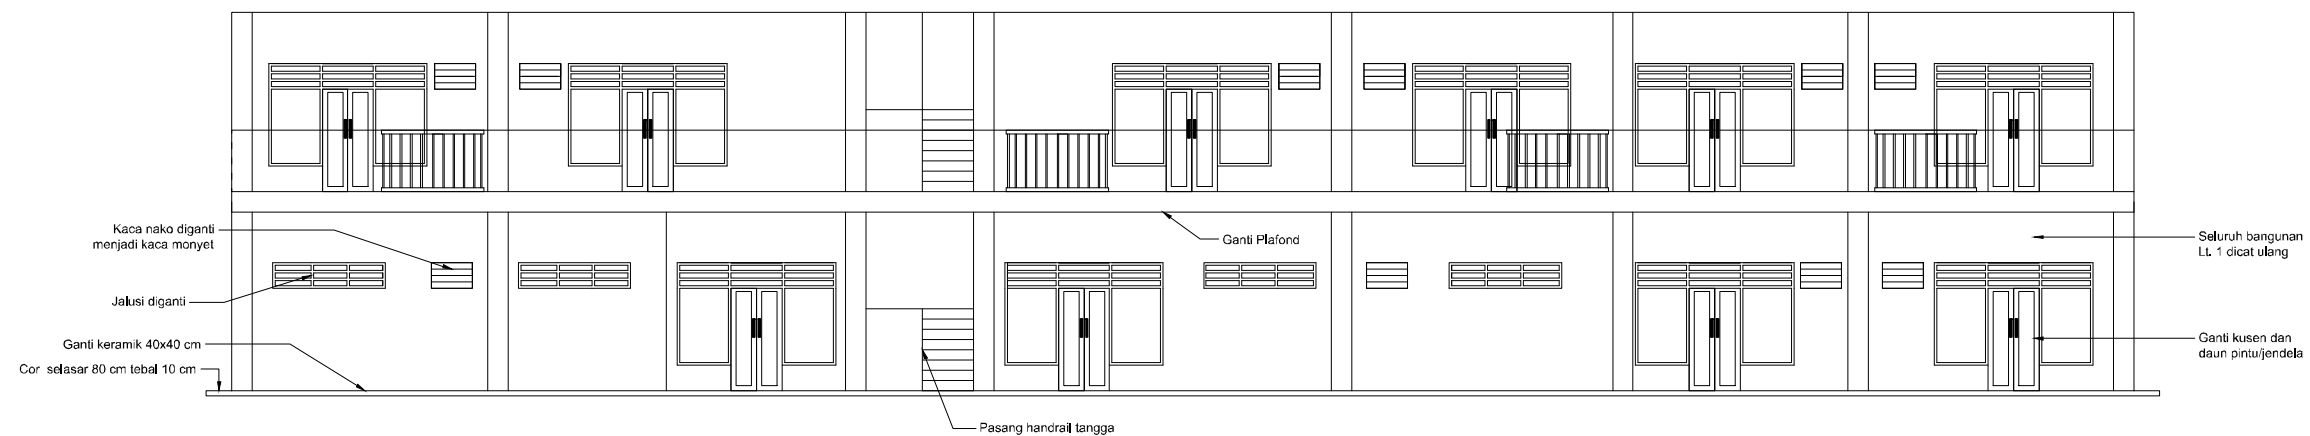 Kaca nako diganti
menjadi kaca monyet
Jalusi diganti
Ganti keramik 40x40 cm
Cor selasar 80 cm tebal 10 cm
Ganti Plafond
Pasang handrail tangga
Seluruh bangunan
Lt. 1 dicat ulang
Ganti kusen dan
daun pintu/jendela